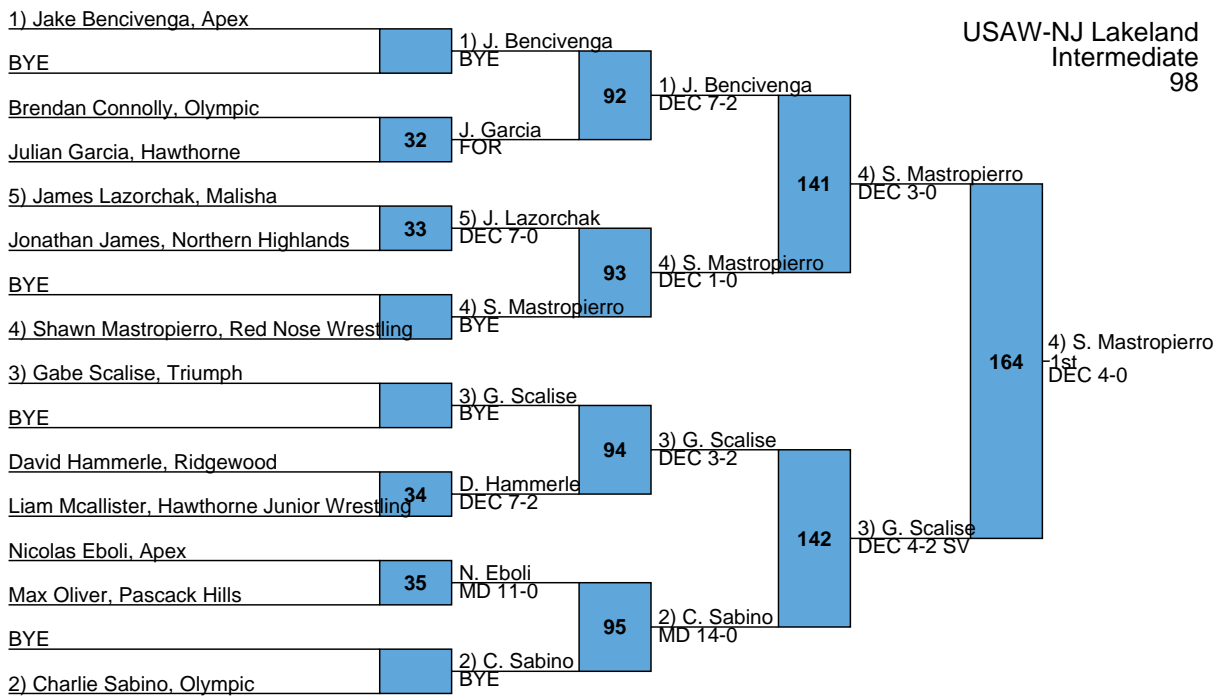 USAW-NJ Lakeland
Intermediate
98
1) Jake Bencivenga, Apex
BYE
Brendan Connolly, Olympic
Julian Garcia, Hawthorne
5) James Lazorchak, Malisha
Jonathan James, Northern Highlands
BYE
4) Shawn Mastropierro, Red Nose Wrestling
3) Gabe Scalise, Triumph
BYE
David Hammerle, Ridgewood
Liam Mcallister, Hawthorne Junior Wrestling
Nicolas Eboli, Apex
Max Oliver, Pascack Hills
BYE
2) Charlie Sabino, Olympic
32
33
34
35
1) J. Bencivenga
BYE
J. Garcia
FOR
5) J. Lazorchak
DEC 7-0
4) S. Mastropierro
BYE
3) G. Scalise
BYE
D. Hammerle
DEC 7-2
N. Eboli
MD 11-0
2) C. Sabino
BYE
92
93
94
95
1) J. Bencivenga
DEC 7-2
4) S. Mastropierro
DEC 1-0
3) G. Scalise
DEC 3-2
2) C. Sabino
MD 14-0
141
142
4) S. Mastropierro
DEC 3-0
3) G. Scalise
DEC 4-2 SV
164
4) S. Mastropierro
1st
DEC 4-0